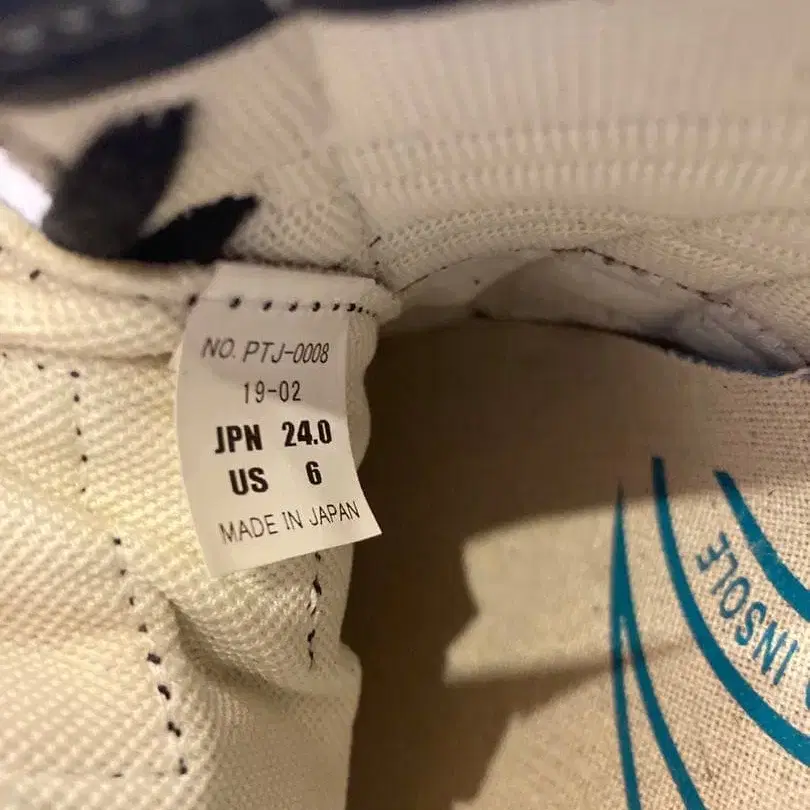 NO. PTJ-0008
19-02
JPN 24.0
US 6
MADE IN JAPAN
INSOLE